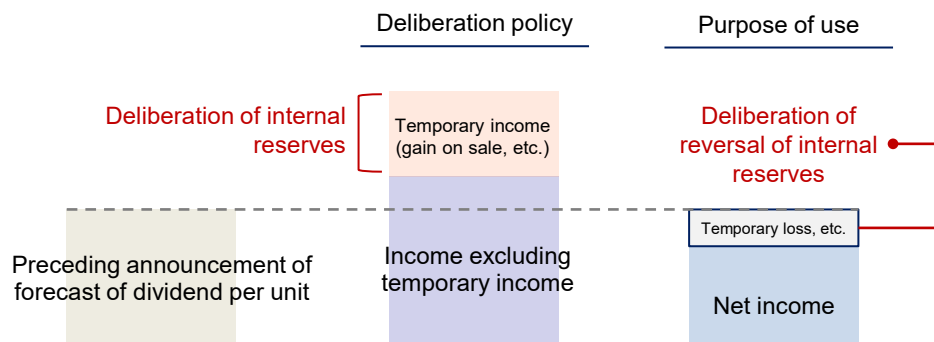 Deliberation policy
Purpose of use
Deliberation of internal
reserves
Temporary income
(gain on sale, etc.)
Deliberation of
reversal of internal
reserves
Temporary loss, etc.
Preceding announcement of
forecast of dividend per unit
Income excluding
temporary income
Net income